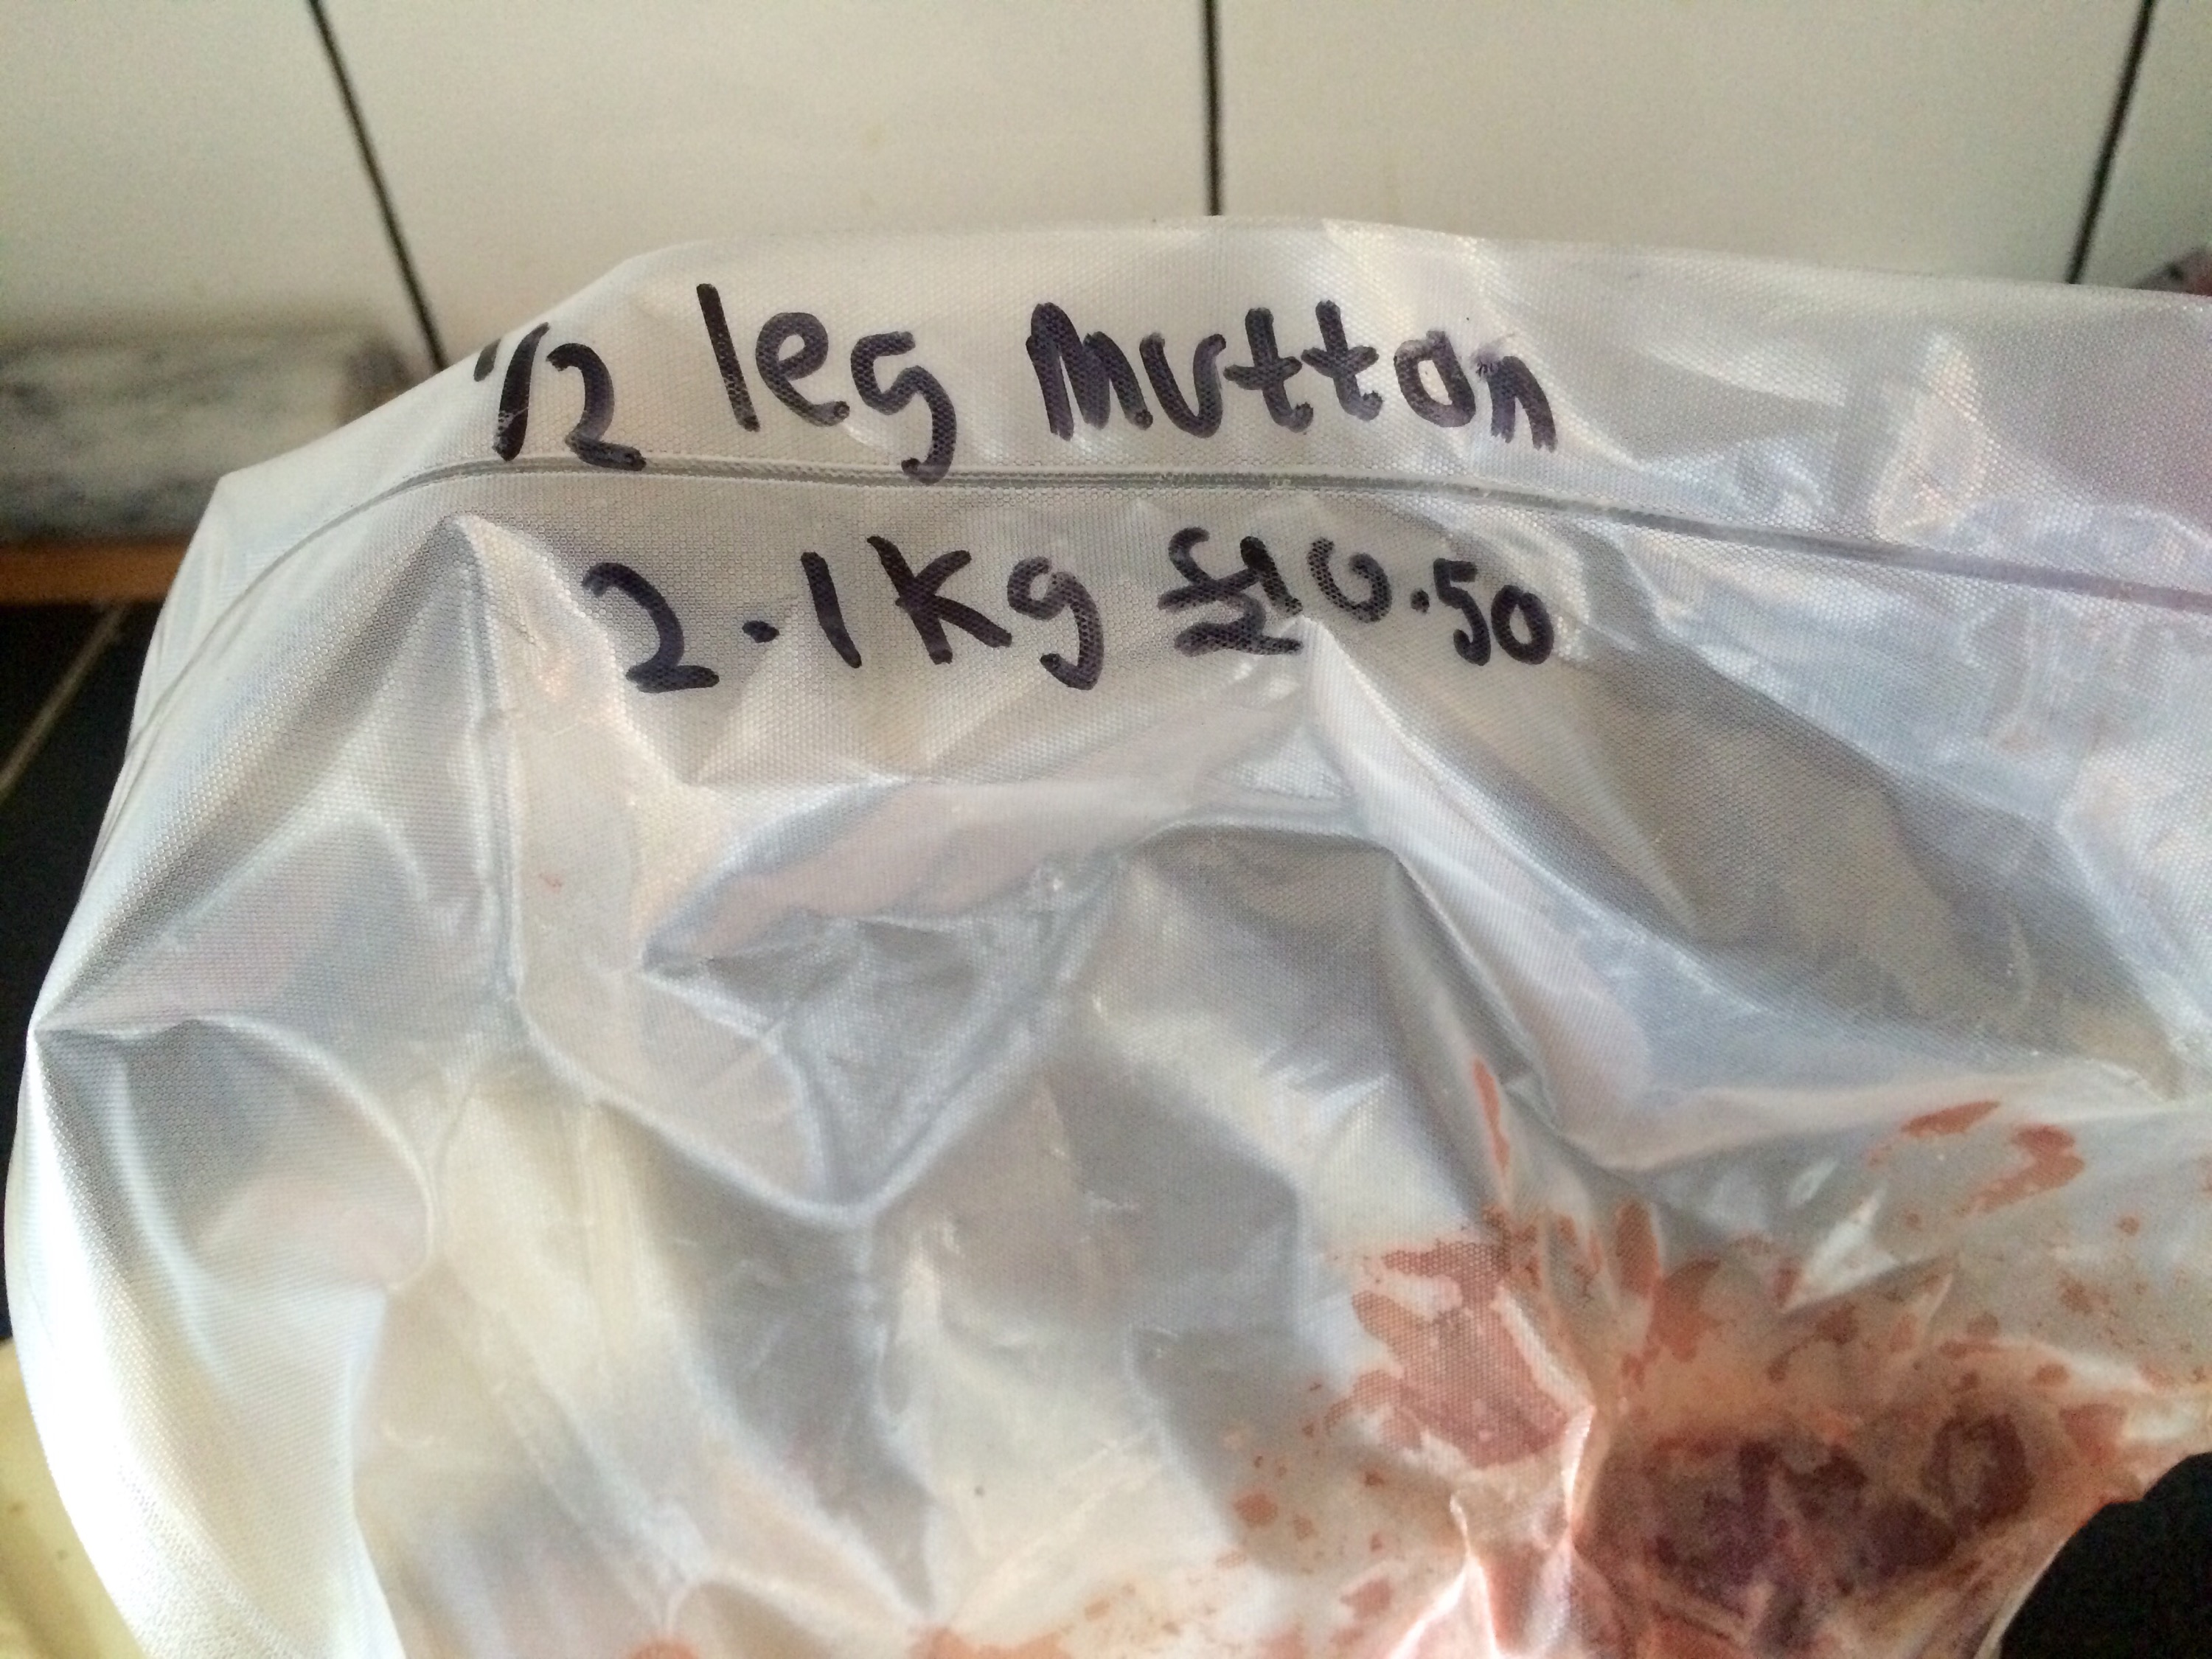 1/2 leg mutton
2.1kg £10.50